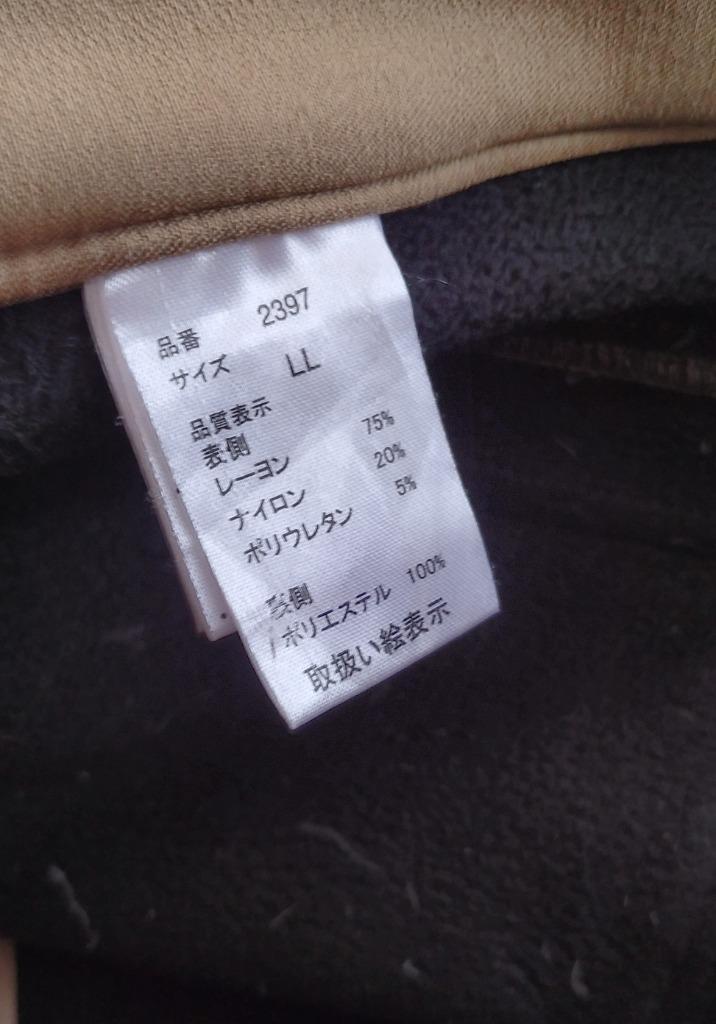 品番 2397
サイズ LL
品質表示
表側
レーヨン 75%
ナイロン 20%
ポリウレタン 5%
側
ポリエステル 100%
取扱い絵表示